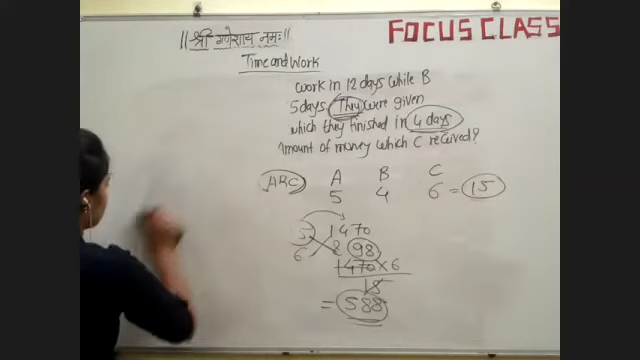 ||श्री गणेशाय नमः||
FOCUS CLASS
Time and Work
work in 12 days while B
5 days They were given
which they finished in 4 days
Amount of money which C received?
ABC A B C
5 4 6 = 15
1470
6 98
1470×6
= 588